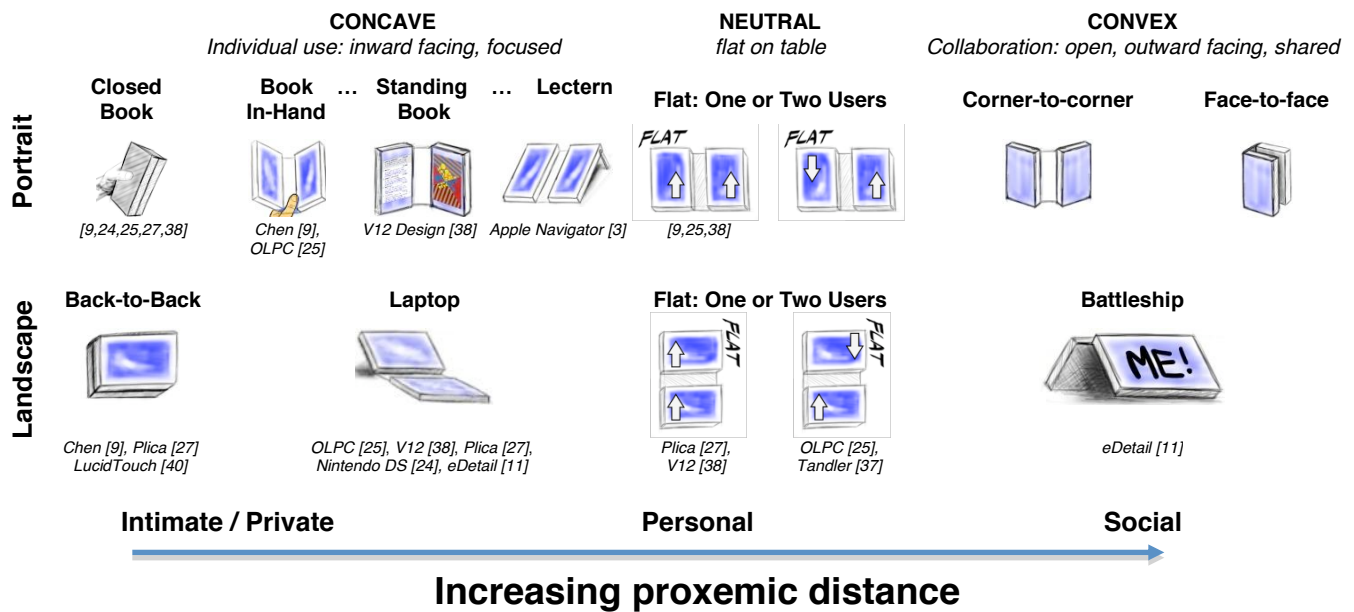 CONCAVE
Individual use: inward facing, focused
NEUTRAL
flat on table
CONVEX
Collaboration: open, outward facing, shared
Portrait
Closed
Book
Book
In-Hand
...
Standing
Book
...
Lectern
Flat: One or Two Users
Corner-to-corner
Face-to-face
FLAT
FLAT
[9,24,25,27,38]
Chen [9],
OLPC [25]
V12 Design [38]
Apple Navigator [3]
[9,25,38]
Landscape
Back-to-Back
Laptop
Flat: One or Two Users
Battleship
FLAT
FLAT
ME!
Chen [9], Plica [27]
LucidTouch [40]
OLPC [25], V12 [38], Plica [27],
Nintendo DS [24], eDetail [11]
Plica [27],
V12 [38]
OLPC [25],
Tandler [37]
eDetail [11]
Intimate / Private
Personal
Social
Increasing proxemic distance